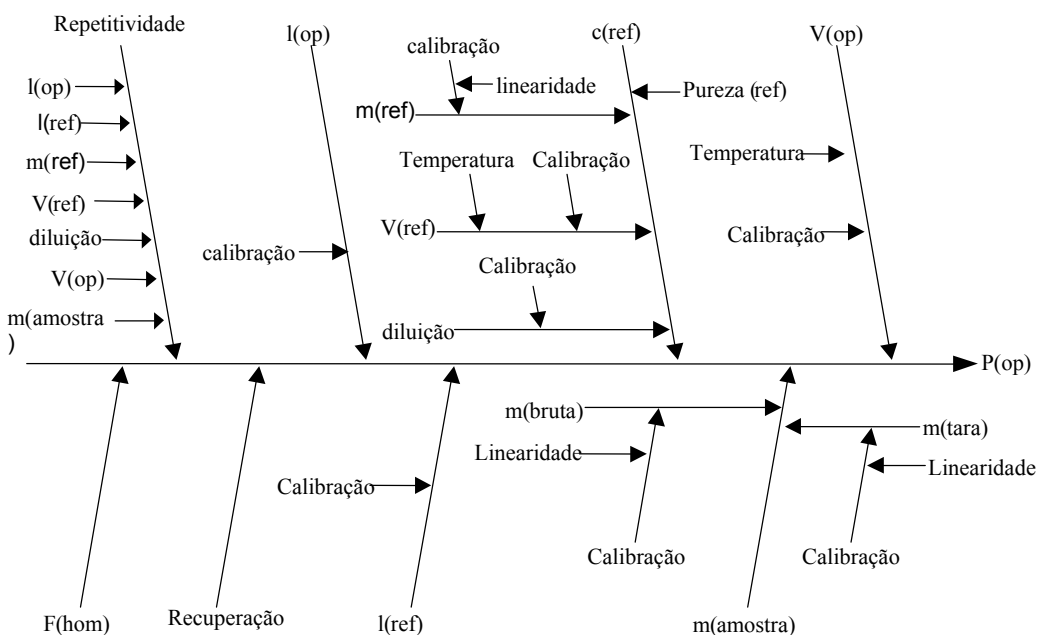 Repetitividade
l(op)
l(ref)
m(ref)
V(ref)
diluição
V(op)
m(amostra
)
l(op)
calibração
calibração
linearidade
m(ref)
Temperatura
Calibração
V(ref)
Calibração
diluição
c(ref)
Pureza (ref)
V(op)
Temperatura
Calibração
P(op)
F(hom)
Recuperação
Calibração
l(ref)
m(bruta)
Linearidade
Calibração
m(tara)
Linearidade
Calibração
m(amostra)